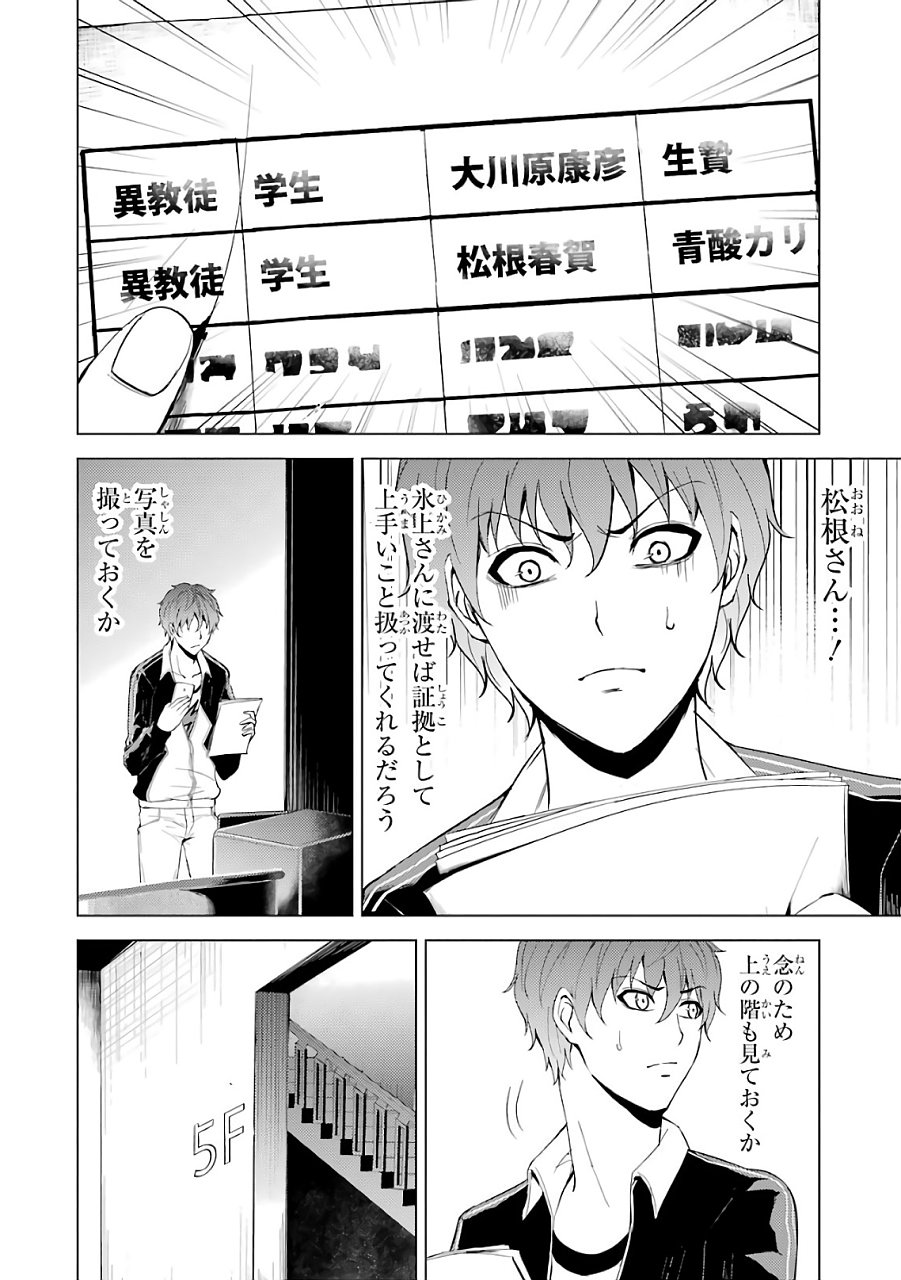 異教徒 学生 大川原康彦 生贄
異教徒 学生 松根春賀 青酸カリ
松根さん…！
氷上さんに渡せば証拠として
上手いこと扱ってくれるだろう
写真を
撮っておくか
念のため
上の階も見ておくか
5F